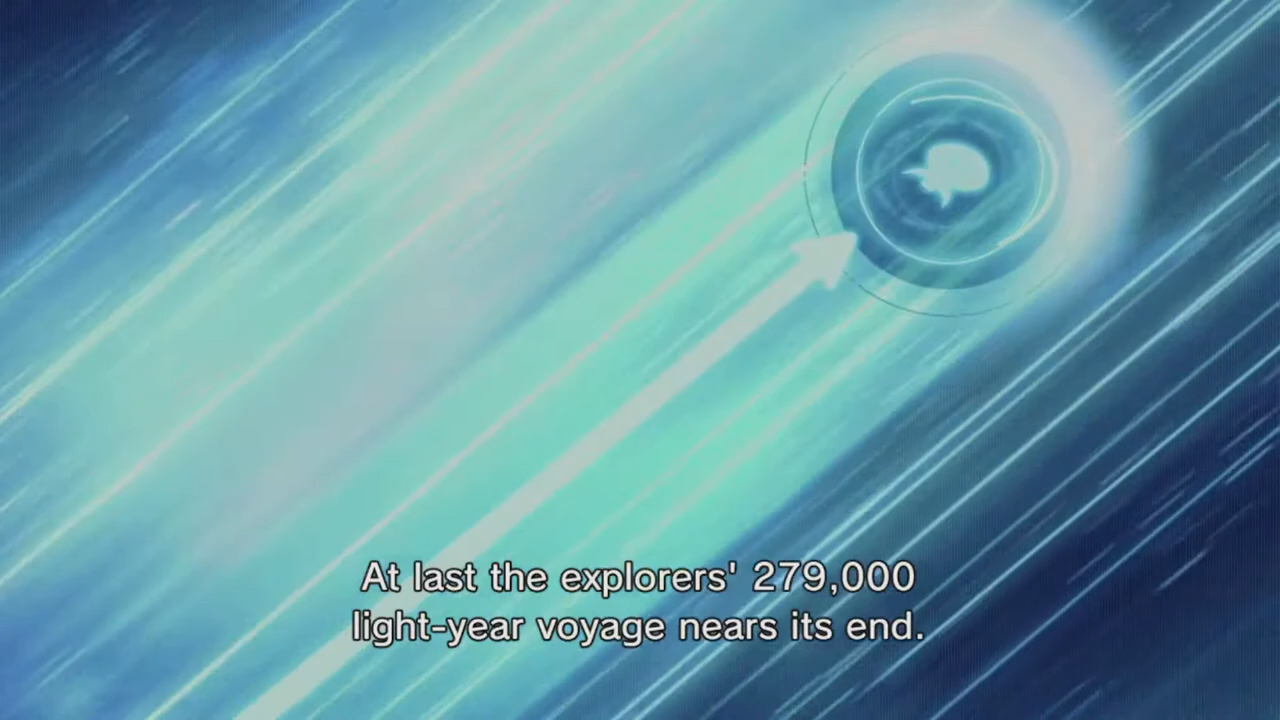 At last the explorers' 279,000
light-year voyage nears its end.